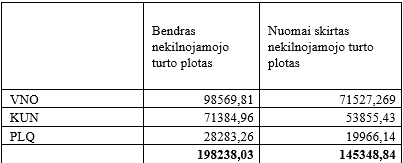 Bendras nekilnojamojo turto plotas Nuomai skirtas nekilnojamojo turto plotas
VNO 98569,81 71527,269
KUN 71384,96 53855,43
PLQ 28283,26 19966,14
198238,03 145348,84